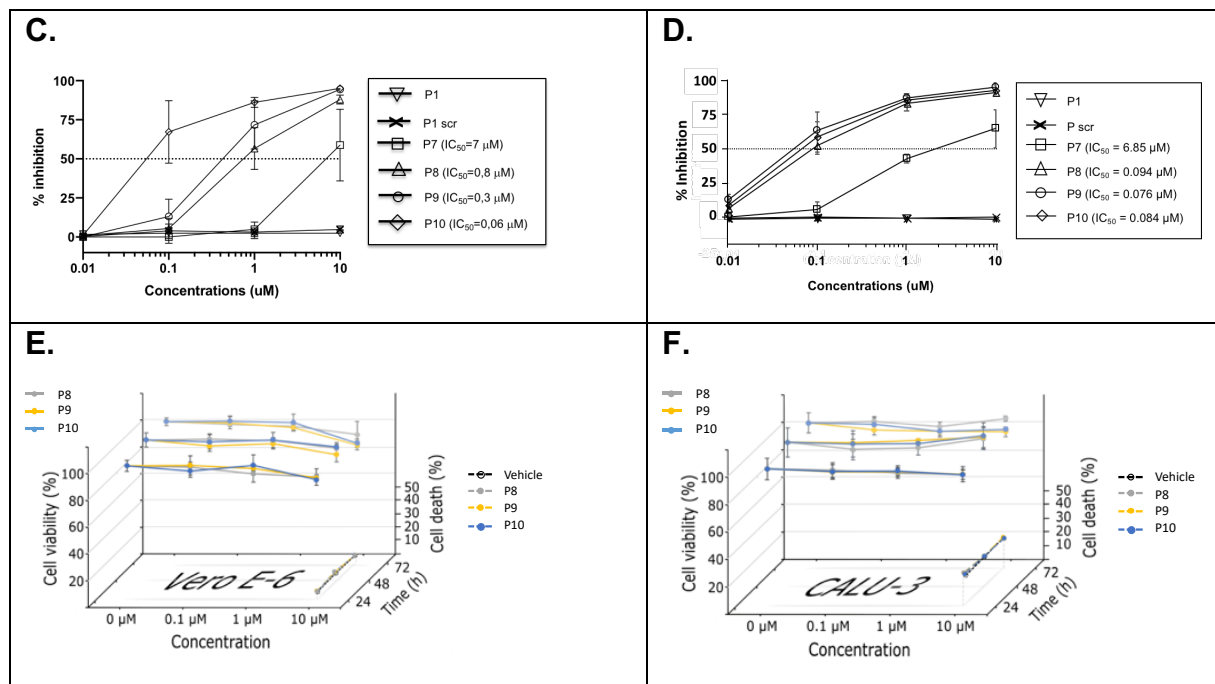 C.
100
75
50
25
0
% inhibition
0.01
0.1
1
10
Concentrations (uM)
P1
P1 scr
P7 (IC50=7 µM)
P8 (IC50=0,8 µM)
P9 (IC50=0,3 µM)
P10 (IC50=0,06 µM)
D.
100
75
50
25
0
% Inhibition
0.01
0.1
1
10
Concentrations (uM)
P1
P scr
P7 (IC50 = 6.85 µM)
P8 (IC50 = 0.094 µM)
P9 (IC50 = 0.076 µM)
P10 (IC50 = 0.084 µM)
E.
P8
P9
P10
100
80
60
40
20
Cell viability (%)
50
40
30
20
10
Cell death (%)
Vehicle
P8
P9
P10
Vero E-6
72
48
24
Time (h)
0 µM
0.1 µM
1 µM
10 µM
Concentration
F.
P8
P9
P10
100
80
60
40
20
Cell viability (%)
50
40
30
20
10
Cell death (%)
Vehicle
P8
P9
P10
CALU-3
72
48
24
Time (h)
0 µM
0.1 µM
1 µM
10 µM
Concentration